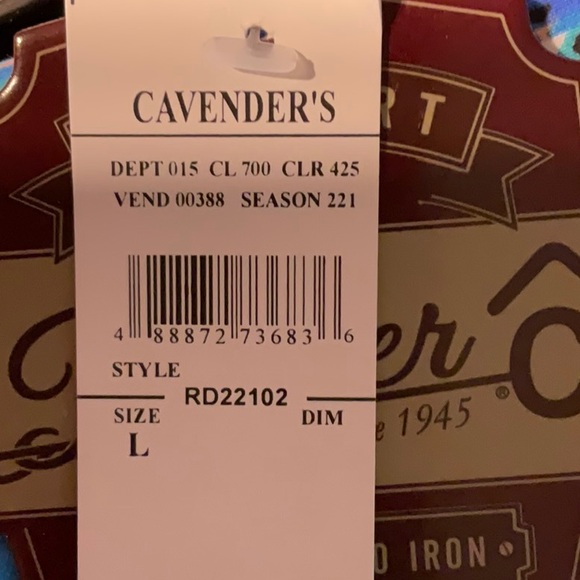 CAVENDER'S
DEPT 015 CL 700 CLR 425
VEND 00388 SEASON 221
4 88872 73683 6
STYLE
RD22102
SIZE DIM
L
RT
er
®
e 1945
O IRON